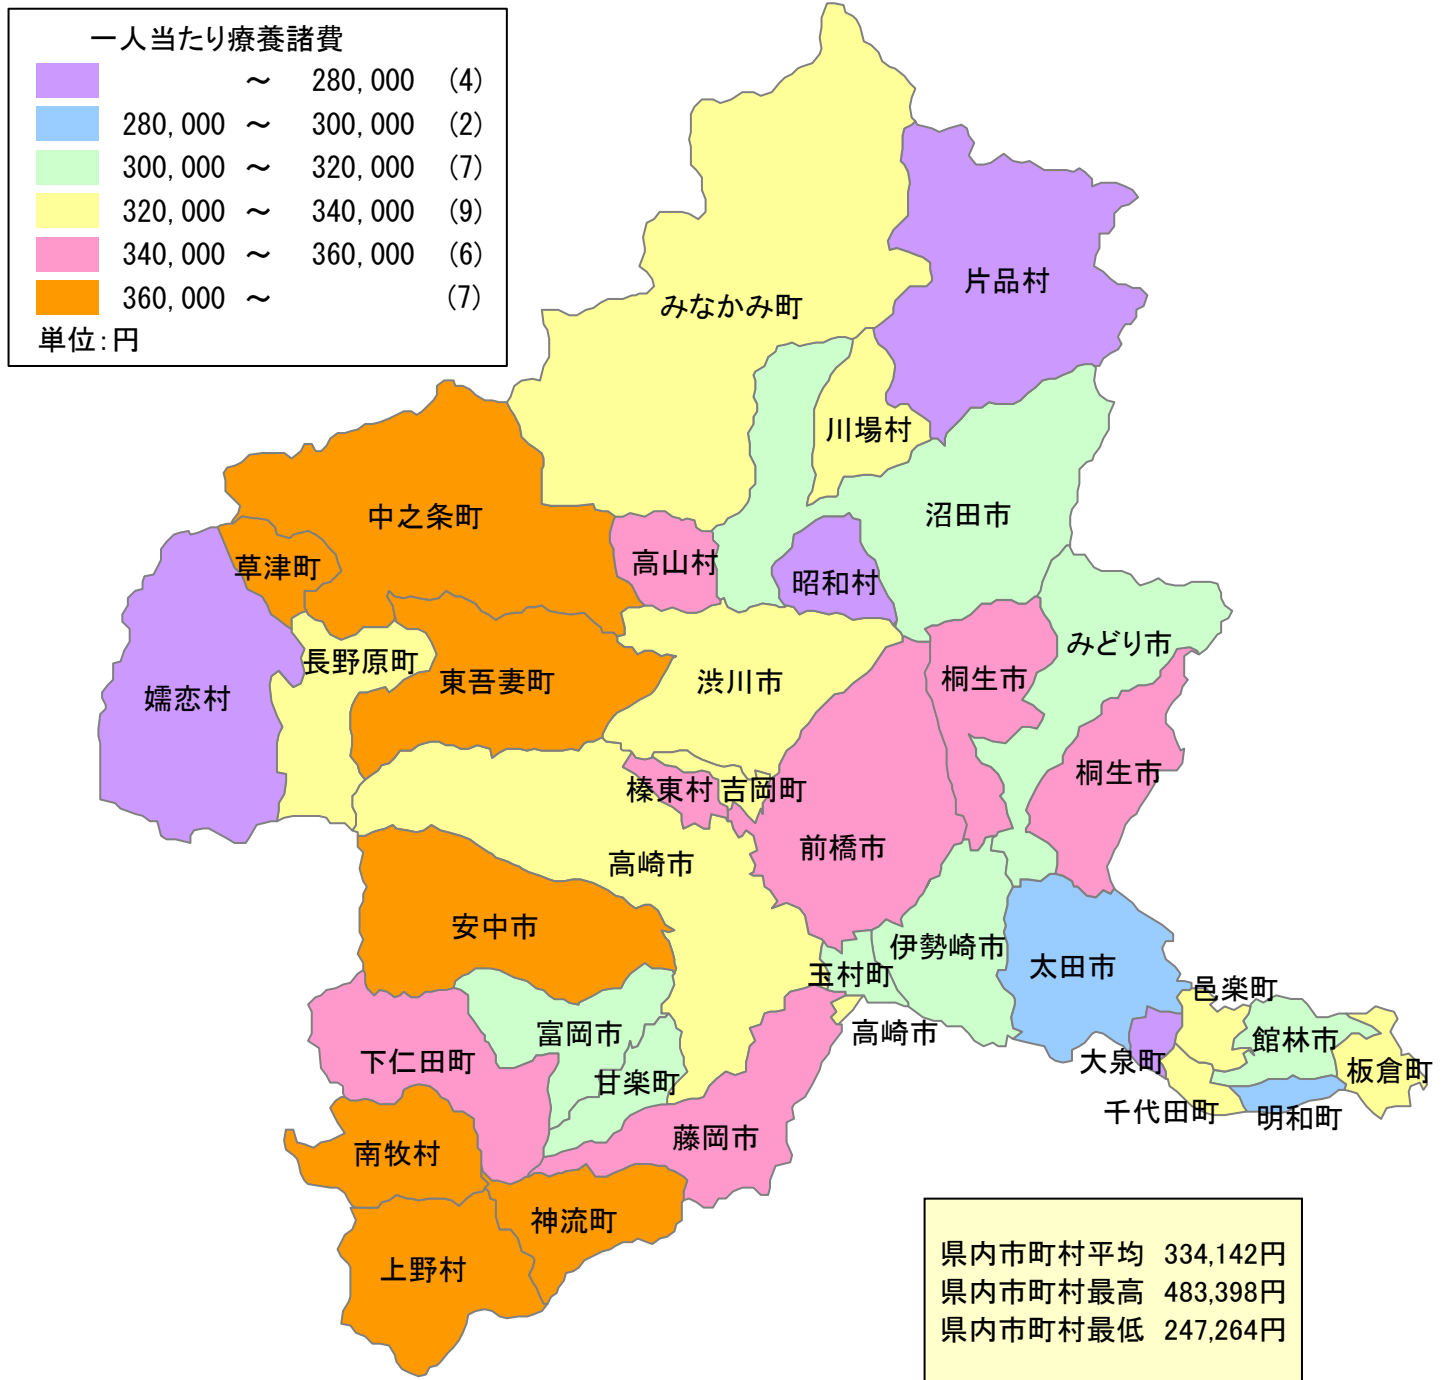 一人当たり療養諸費
～ 280,000 (4)
280,000 ～ 300,000 (2)
300,000 ～ 320,000 (7)
320,000 ～ 340,000 (9)
340,000 ～ 360,000 (6)
360,000 ～ (7)
単位：円
みなかみ町
片品村
川場村
中之条町
沼田市
高山村
草津町
昭和村
みどり市
長野原町
東吾妻町
渋川市
桐生市
嬬恋村
桐生市
榛東村
吉岡町
前橋市
高崎市
安中市
伊勢崎市
太田市
玉村町
邑楽町
富岡市
高崎市
館林市
下仁田町
大泉町
板倉町
甘楽町
千代田町
明和町
藤岡市
南牧村
神流町
上野村
県内市町村平均 334,142円
県内市町村最高 483,398円
県内市町村最低 247,264円